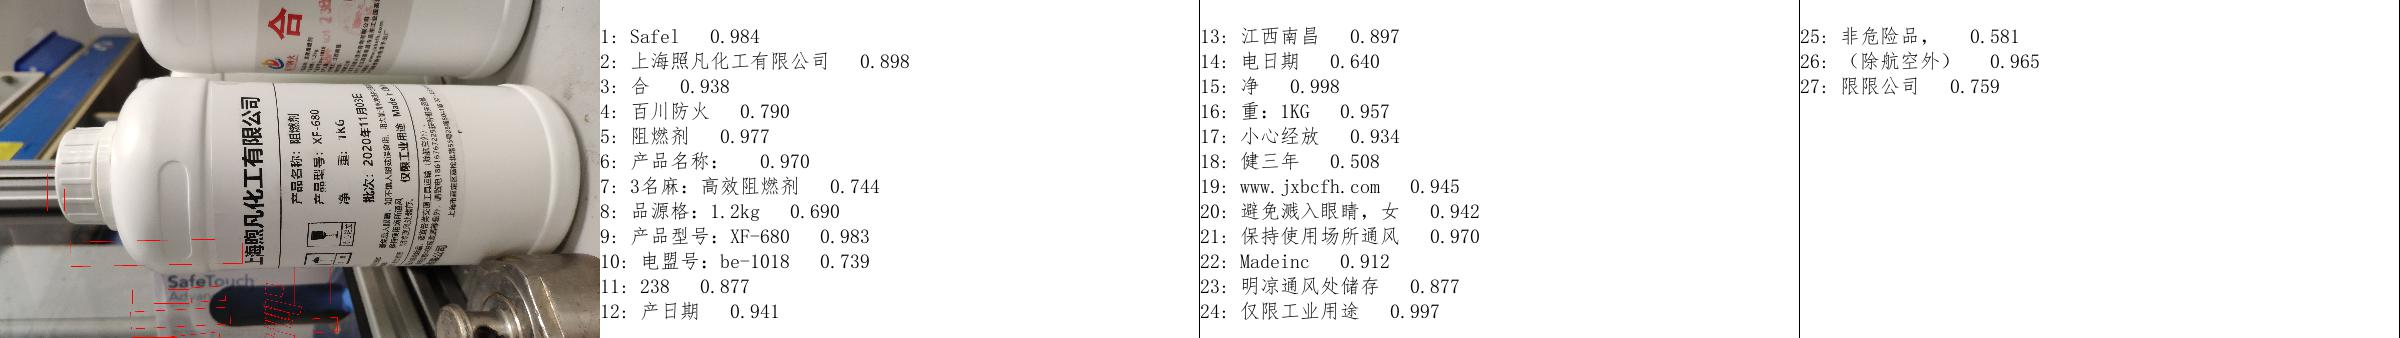 合
上海煦凡化工有限公司
产品名称：阻燃剂
产品型号：XF-680
净 重：1KG
批次：2020年11月03日
仅限工业用途 Made in
SafeTouch
1: Safel 0.984
2: 上海照凡化工有限公司 0.898
3: 合 0.938
4: 百川防火 0.790
5: 阻燃剂 0.977
6: 产品名称： 0.970
7: 3名麻：高效阻燃剂 0.744
8: 品源格：1.2kg 0.690
9: 产品型号：XF-680 0.983
10: 电盟号：be-1018 0.739
11: 238 0.877
12: 产日期 0.941
13: 江西南昌 0.897
14: 电日期 0.640
15: 净 0.998
16: 重：1KG 0.957
17: 小心经放 0.934
18: 健三年 0.508
19: www.jxbcfh.com 0.945
20: 避免溅入眼睛，女 0.942
21: 保持使用场所通风 0.970
22: Madeinc 0.912
23: 明凉通风处储存 0.877
24: 仅限工业用途 0.997
25: 非危险品， 0.581
26: （除航空外） 0.965
27: 限限公司 0.759